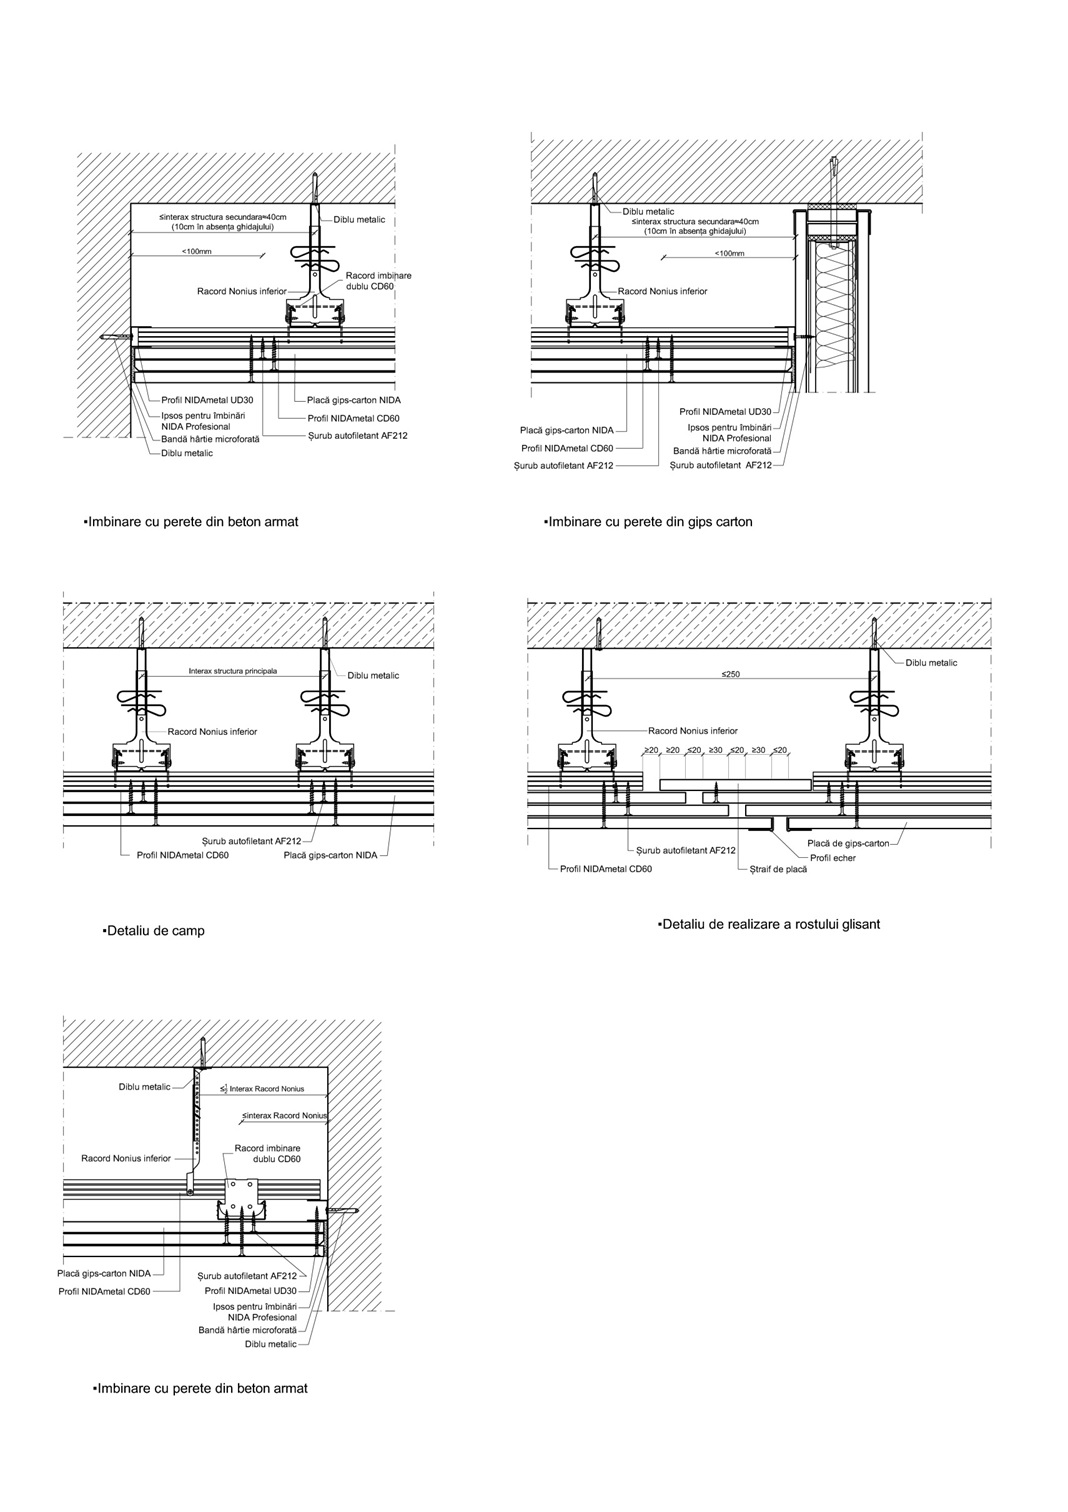 ≤interax structura secundara=40cm
(10cm în absența ghidajului)
<100mm
Diblu metalic
Racord imbinare
dublu CD60
Racord Nonius inferior
Profil NIDAmetal UD30
Ipsos pentru îmbinări
NIDA Profesional
Bandă hârtie microforată
Diblu metalic
Placă gips-carton NIDA
Profil NIDAmetal CD60
Șurub autofiletant AF212
▪Imbinare cu perete din beton armat
Diblu metalic
≤interax structura secundara=40cm
(10cm în absența ghidajului)
<100mm
Racord Nonius inferior
Placă gips-carton NIDA
Profil NIDAmetal CD60
Șurub autofiletant AF212
Profil NIDAmetal UD30
Ipsos pentru îmbinări
NIDA Profesional
Bandă hârtie microforată
Șurub autofiletant AF212
▪Imbinare cu perete din gips carton
Interax structura principala
Diblu metalic
Racord Nonius inferior
Șurub autofiletant AF212
Profil NIDAmetal CD60
Placă gips-carton NIDA
▪Detaliu de camp
Diblu metalic
≤250
Racord Nonius inferior
≥20 ≥20 ≤20 ≥30 ≤20 ≥30 ≤20
Placă de gips-carton
Șurub autofiletant AF212
Profil echer
Profil NIDAmetal CD60
Ștraif de placă
▪Detaliu de realizare a rostului glisant
Diblu metalic
≤½ Interax Racord Nonius
≤interax Racord Nonius
Racord imbinare
dublu CD60
Racord Nonius inferior
Placă gips-carton NIDA
Profil NIDAmetal CD60
Șurub autofiletant AF212
Profil NIDAmetal UD30
Ipsos pentru îmbinări
NIDA Profesional
Bandă hârtie microforată
Diblu metalic
▪Imbinare cu perete din beton armat